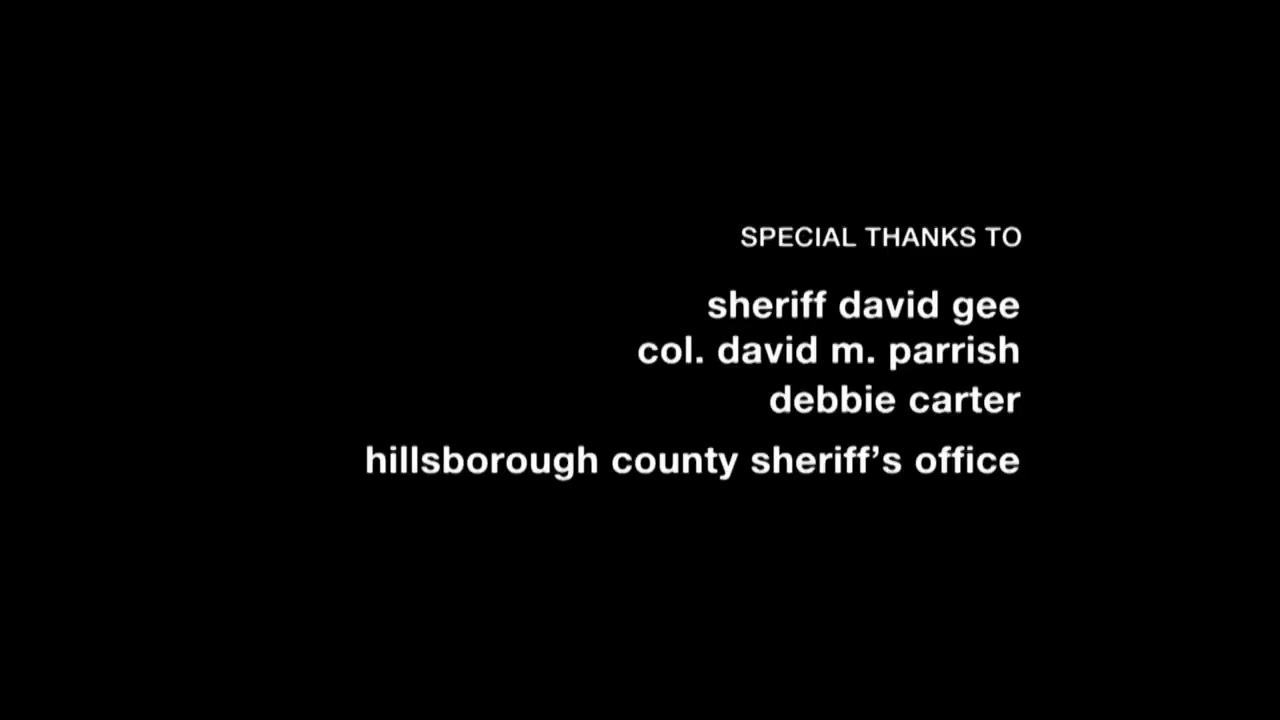 SPECIAL THANKS TO
sheriff david gee
col. david m. parrish
debbie carter
hillsborough county sheriff’s office